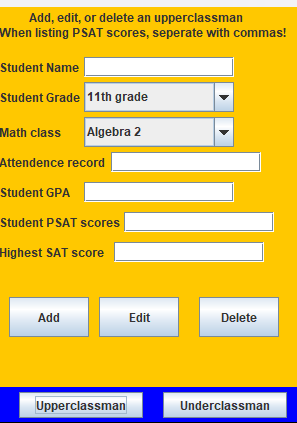 Add, edit, or delete an upperclassman
When listing PSAT scores, seperate with commas!
Student Name
Student Grade 11th grade
Math class Algebra 2
Attendence record
Student GPA
Student PSAT scores
Highest SAT score
Add Edit Delete
Upperclassman Underclassman